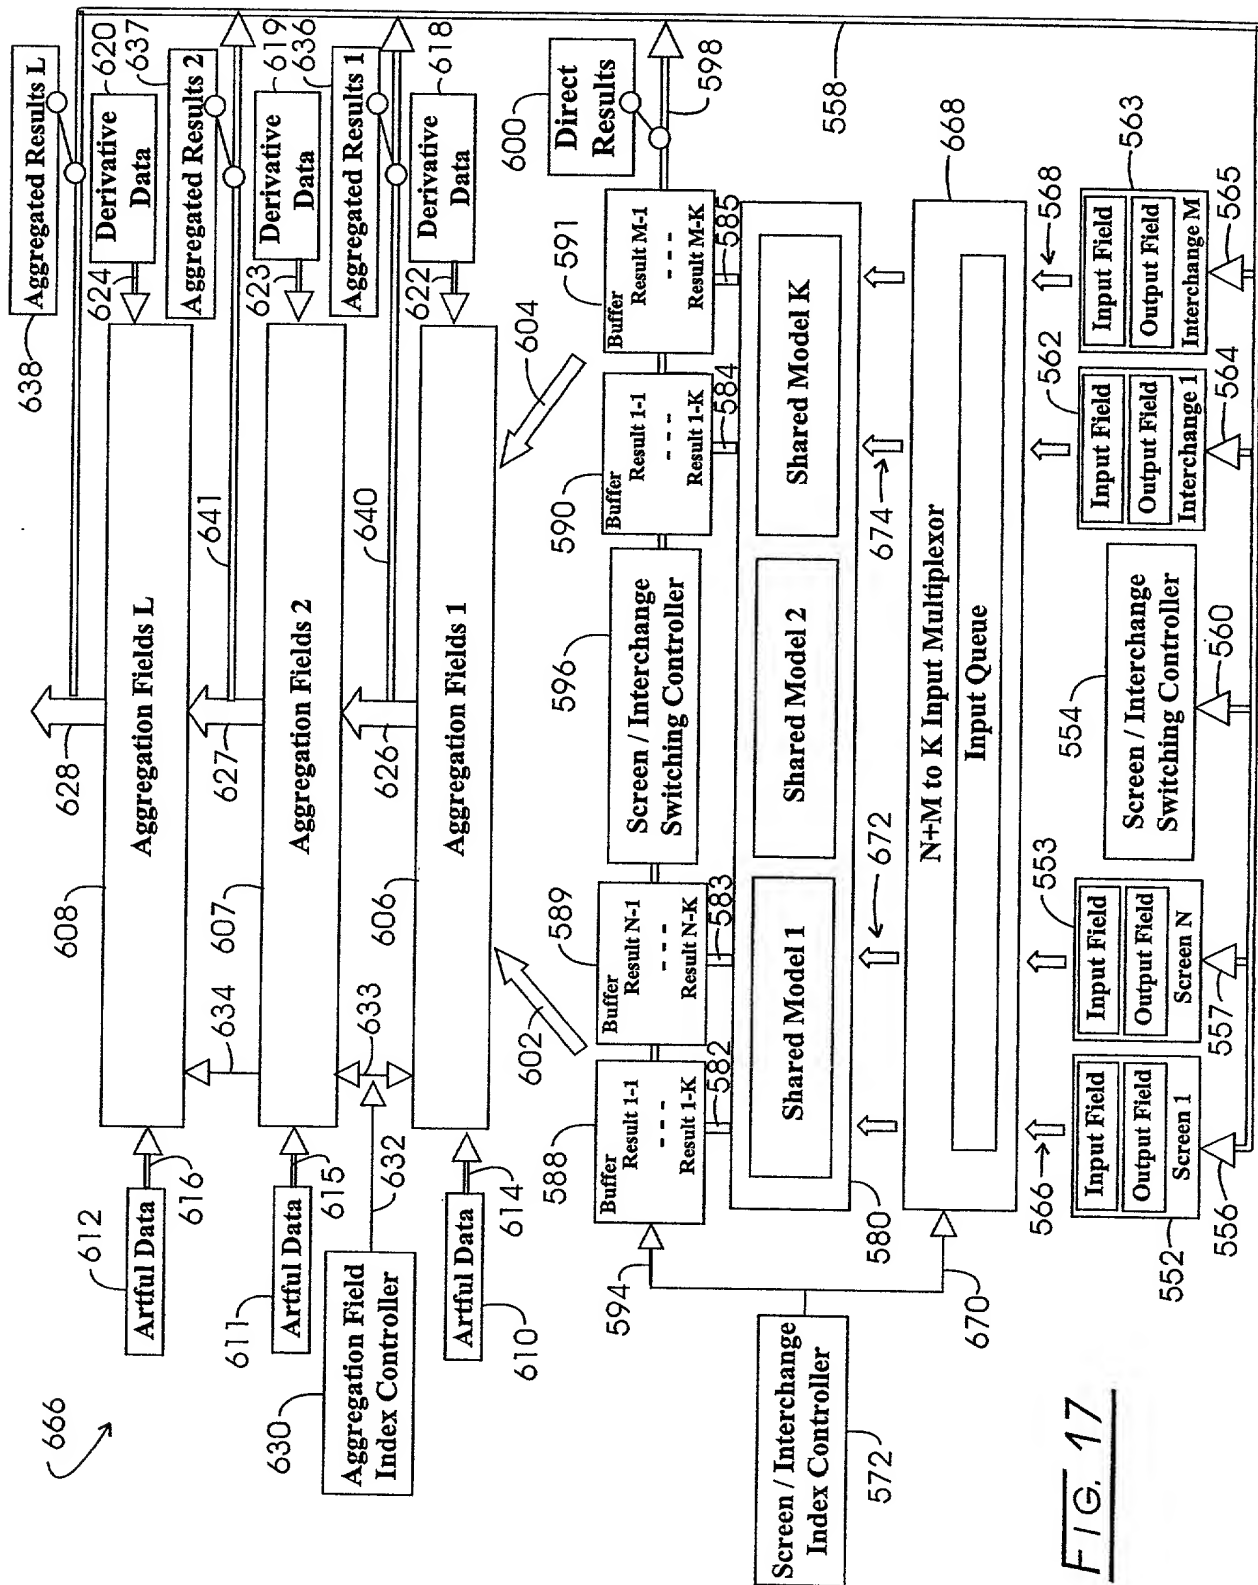 666
612
Artful Data
616
611
Artful Data
615
630
Aggregation Field
Index Controller
632
610
Artful Data
614
608
Aggregation Fields L
628
634
607
Aggregation Fields 2
627
633
606
Aggregation Fields 1
626
641
640
638
Aggregated Results L
620
Derivative
Data
624
637
Aggregated Results 2
619
Derivative
Data
623
636
Aggregated Results 1
618
Derivative
Data
622
602
604
600
Direct
Results
598
594
588
Buffer
Result 1-1
- - -
Result 1-K
582
589
Buffer
Result N-1
- - -
Result N-K
583
596
Screen / Interchange
Switching Controller
590
Buffer
Result 1-1
- - -
Result 1-K
584
591
Buffer
Result M-1
- - -
Result M-K
585
558
Screen / Interchange
Index Controller
572
580
Shared Model 1
Shared Model 2
Shared Model K
672
674
670
668
N+M to K Input Multiplexor
Input Queue
566
553
554
562
568
563
552
Input Field
Output Field
Screen 1
556
Input Field
Output Field
Screen N
557
Screen / Interchange
Switching Controller
560
Input Field
Output Field
Interchange 1
564
Input Field
Output Field
Interchange M
565
FIG. 17